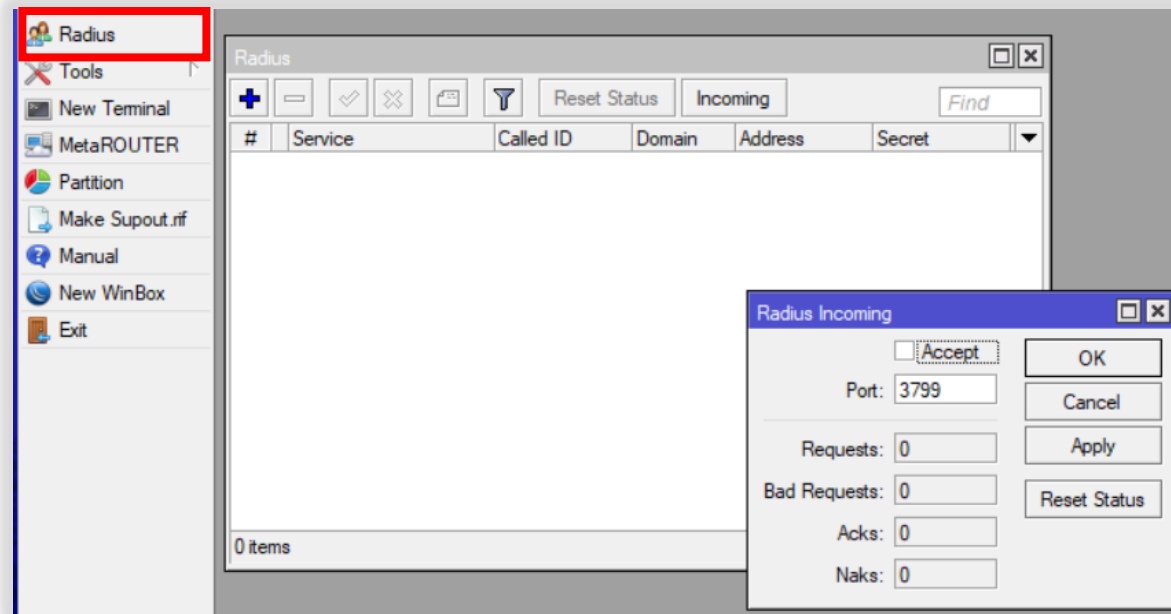 Radius
Tools
New Terminal
MetaROUTER
Partition
Make Supout.rif
Manual
New WinBox
Exit
Radius
Reset Status Incoming Find
# Service Called ID Domain Address Secret
0 items
Radius Incoming
Accept
OK
Port: 3799
Cancel
Requests: 0
Apply
Bad Requests: 0
Reset Status
Acks: 0
Naks: 0